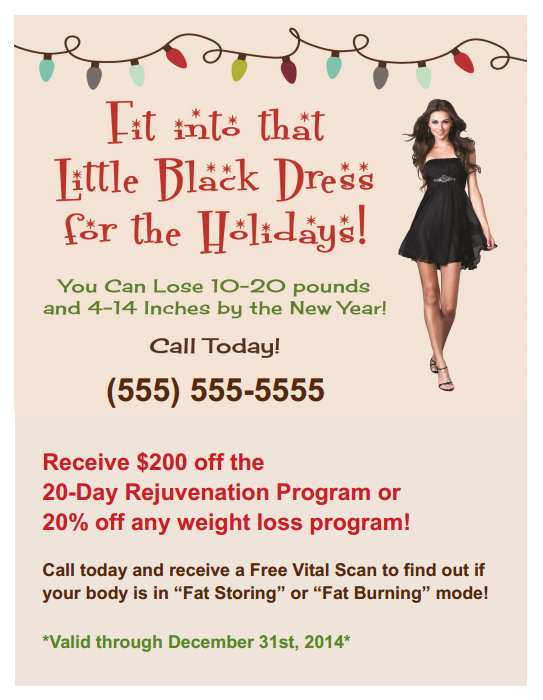 Fit into that
Little Black Dress
for the Holidays!
You Can Lose 10-20 pounds
and 4-14 Inches by the New Year!
Call Today!
(555) 555-5555
Receive $200 off the
20-Day Rejuvenation Program or
20% off any weight loss program!
Call today and receive a Free Vital Scan to find out if
your body is in “Fat Storing” or “Fat Burning” mode!
*Valid through December 31st, 2014*